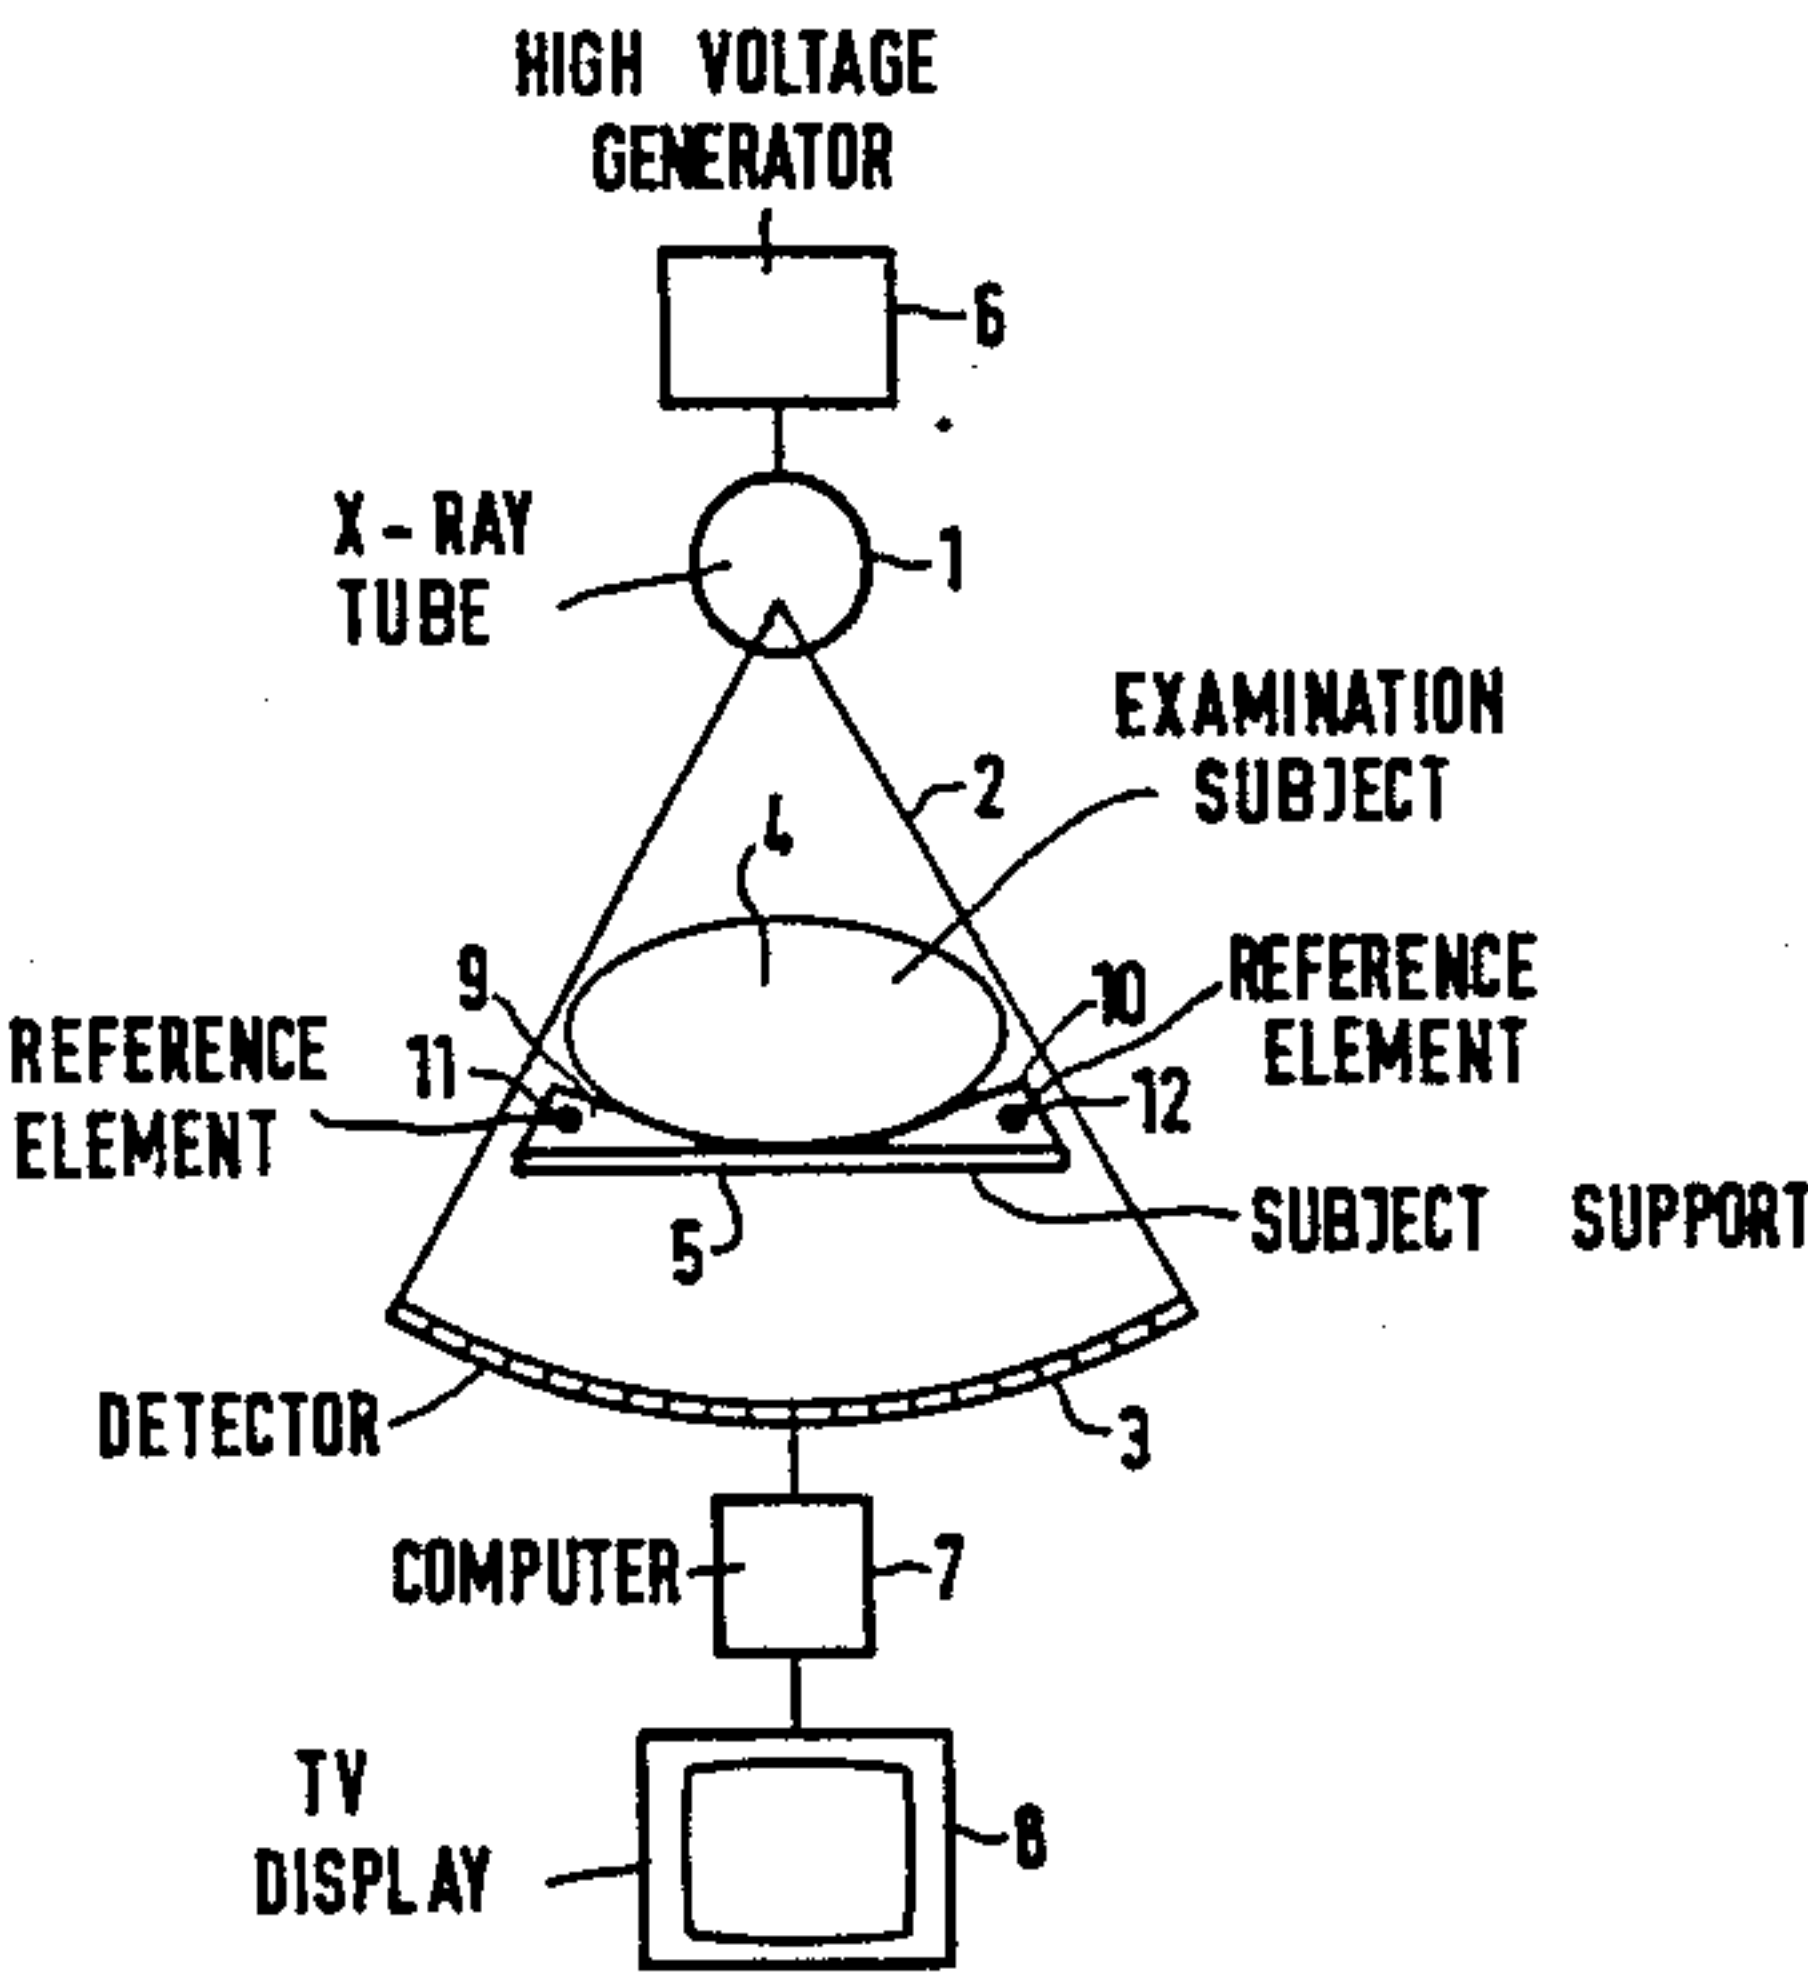 HIGH VOLTAGE
GENERATOR
6
X-RAY
TUBE
1
EXAMINATION
SUBJECT
2
4
9
10
REFERENCE
ELEMENT
REFERENCE
ELEMENT
11
12
5
SUBJECT SUPPORT
DETECTOR
3
COMPUTER
7
TV
DISPLAY
8